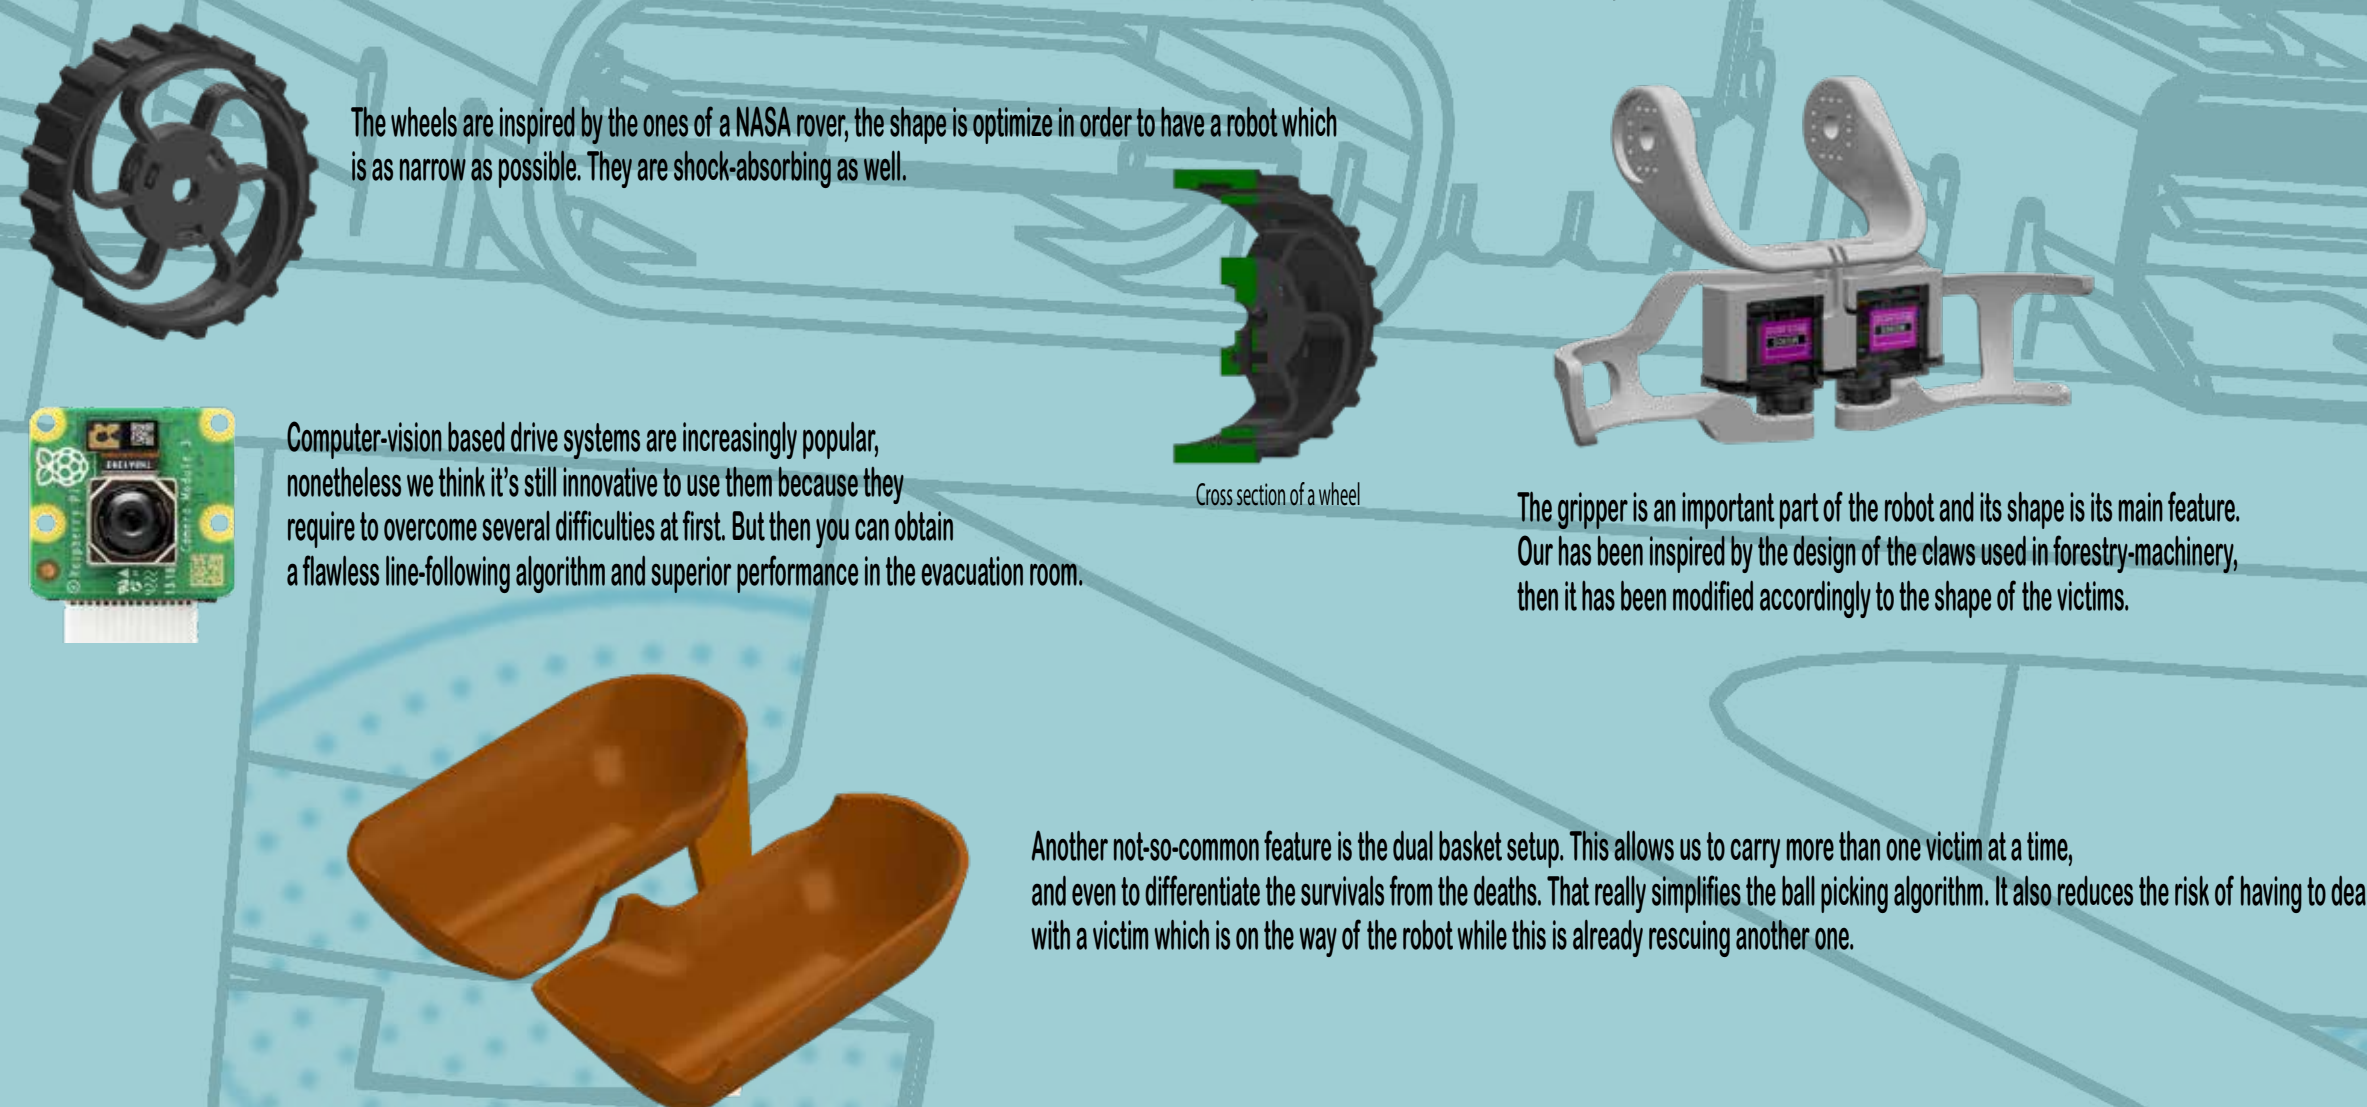 The wheels are inspired by the ones of a NASA rover, the shape is optimize in order to have a robot which
is as narrow as possible. They are shock-absorbing as well.
Cross section of a wheel
Computer-vision based drive systems are increasingly popular,
nonetheless we think it's still innovative to use them because they
require to overcome several difficulties at first. But then you can obtain
a flawless line-following algorithm and superior performance in the evacuation room.
The gripper is an important part of the robot and its shape is its main feature.
Our has been inspired by the design of the claws used in forestry-machinery,
then it has been modified accordingly to the shape of the victims.
Another not-so-common feature is the dual basket setup. This allows us to carry more than one victim at a time,
and even to differentiate the survivals from the deaths. That really simplifies the ball picking algorithm. It also reduces the risk of having to dea
with a victim which is on the way of the robot while this is already rescuing another one.
© Raspberry Pi
Camera Module 3